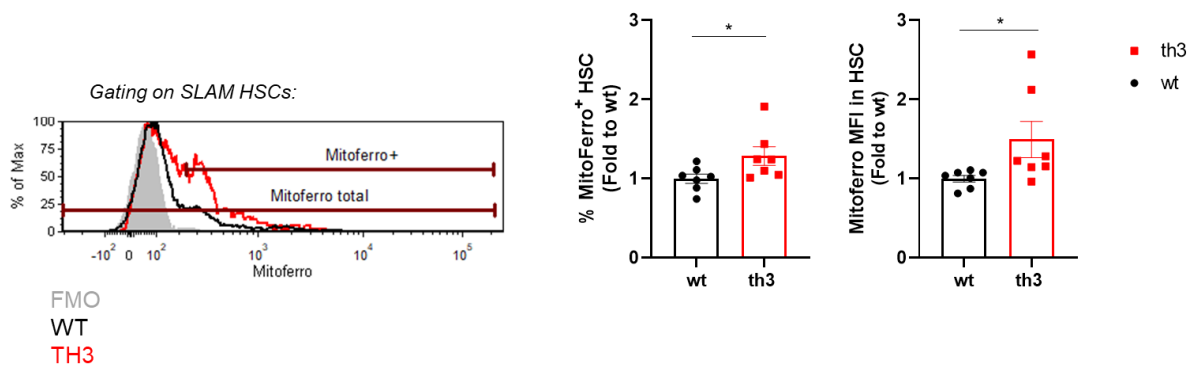 Gating on SLAM HSCs:
% of Max
100
75
50
25
0
Mitoferro+
Mitoferro total
-10² 0 10² 10³ 10⁴ 10⁵
Mitoferro
FMO
WT
TH3
% MitoFerro⁺ HSC
(Fold to wt)
3
2
1
0
*
wt th3
Mitoferro MFI in HSC
(Fold to wt)
3
2
1
0
*
wt th3
th3
wt